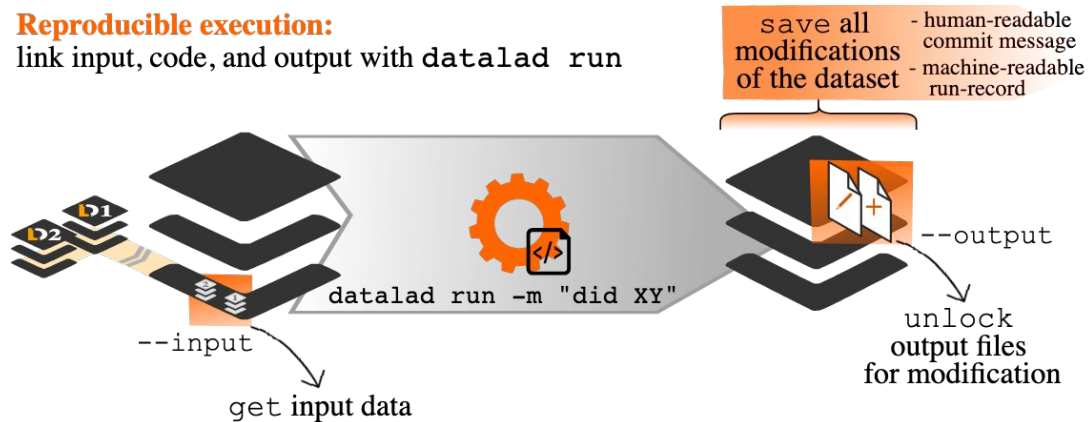 Reproducible execution:
link input, code, and output with datalad run
save all
modifications
of the dataset
- human-readable
commit message
- machine-readable
run-record
D1
D2
2
1
</>
datalad run -m "did XY"
--input
get input data
--output
unlock
output files
for modification